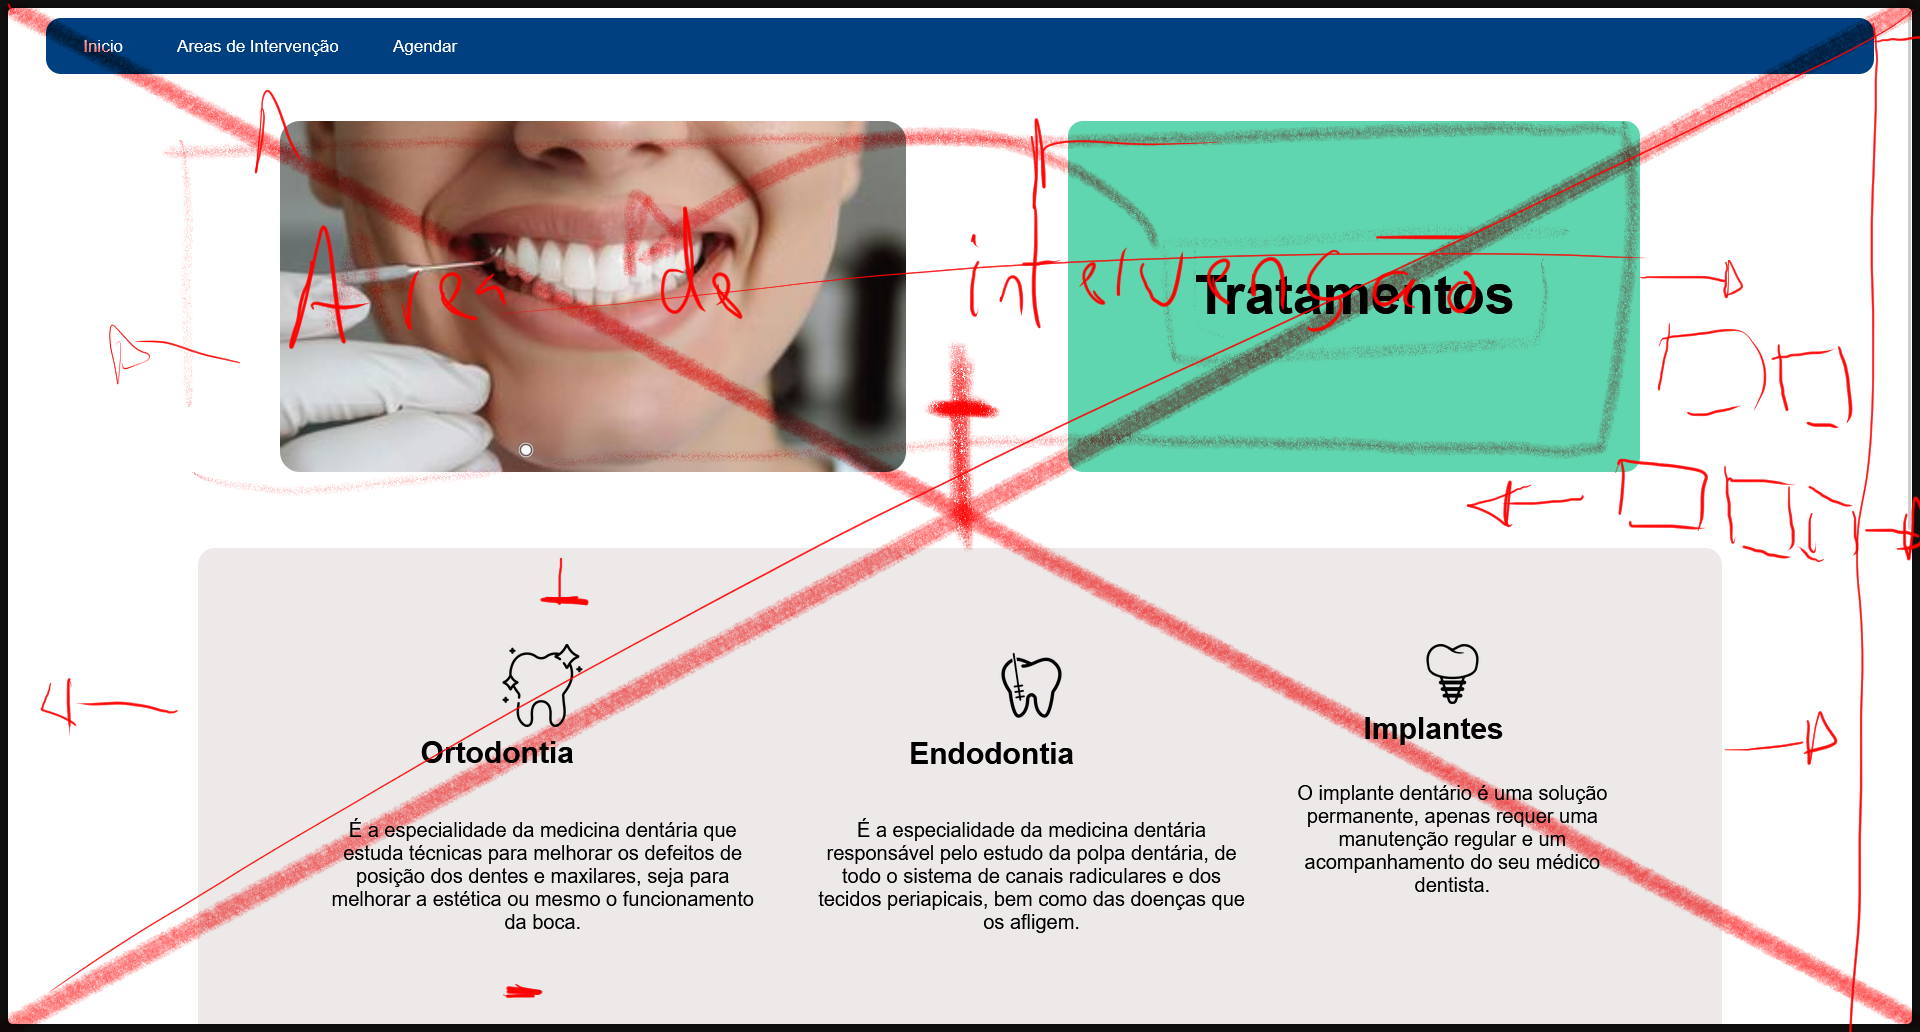 Inicio Areas de Intervenção Agendar
Area de intervenção
Tratamentos
Ortodontia
É a especialidade da medicina dentária que
estuda técnicas para melhorar os defeitos de
posição dos dentes e maxilares, seja para
melhorar a estética ou mesmo o funcionamento
da boca.
Endodontia
É a especialidade da medicina dentária
responsável pelo estudo da polpa dentária, de
todo o sistema de canais radiculares e dos
tecidos periapicais, bem como das doenças que
os afligem.
Implantes
O implante dentário é uma solução
permanente, apenas requer uma
manutenção regular e um
acompanhamento do seu médico
dentista.